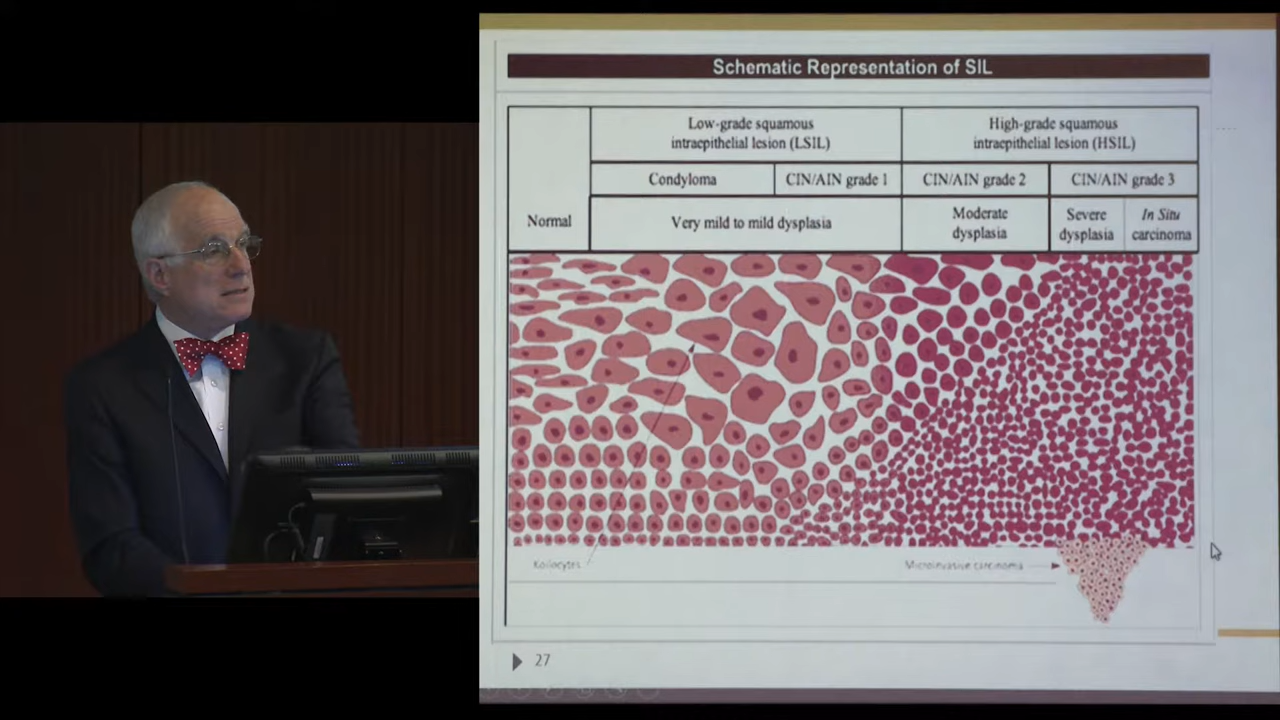 Schematic Representation of SIL
Low-grade squamous
intraepithelial lesion (LSIL)
High-grade squamous
intraepithelial lesion (HSIL)
Condyloma
CIN/AIN grade 1
CIN/AIN grade 2
CIN/AIN grade 3
Normal
Very mild to mild dysplasia
Moderate
dysplasia
Severe
dysplasia
In Situ
carcinoma
Koilocytes
Microinvasive carcinoma
27